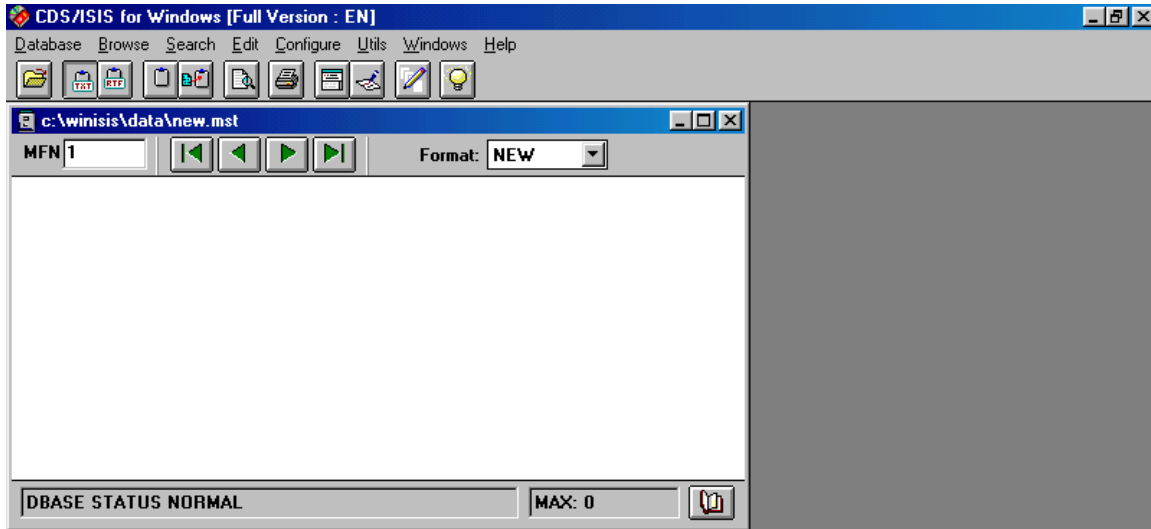 CDS/ISIS for Windows [Full Version : EN]
Database Browse Search Edit Configure Utils Windows Help
TXT RTF
c:\winisis\data\new.mst
MFN 1 Format: NEW
DBASE STATUS NORMAL MAX: 0